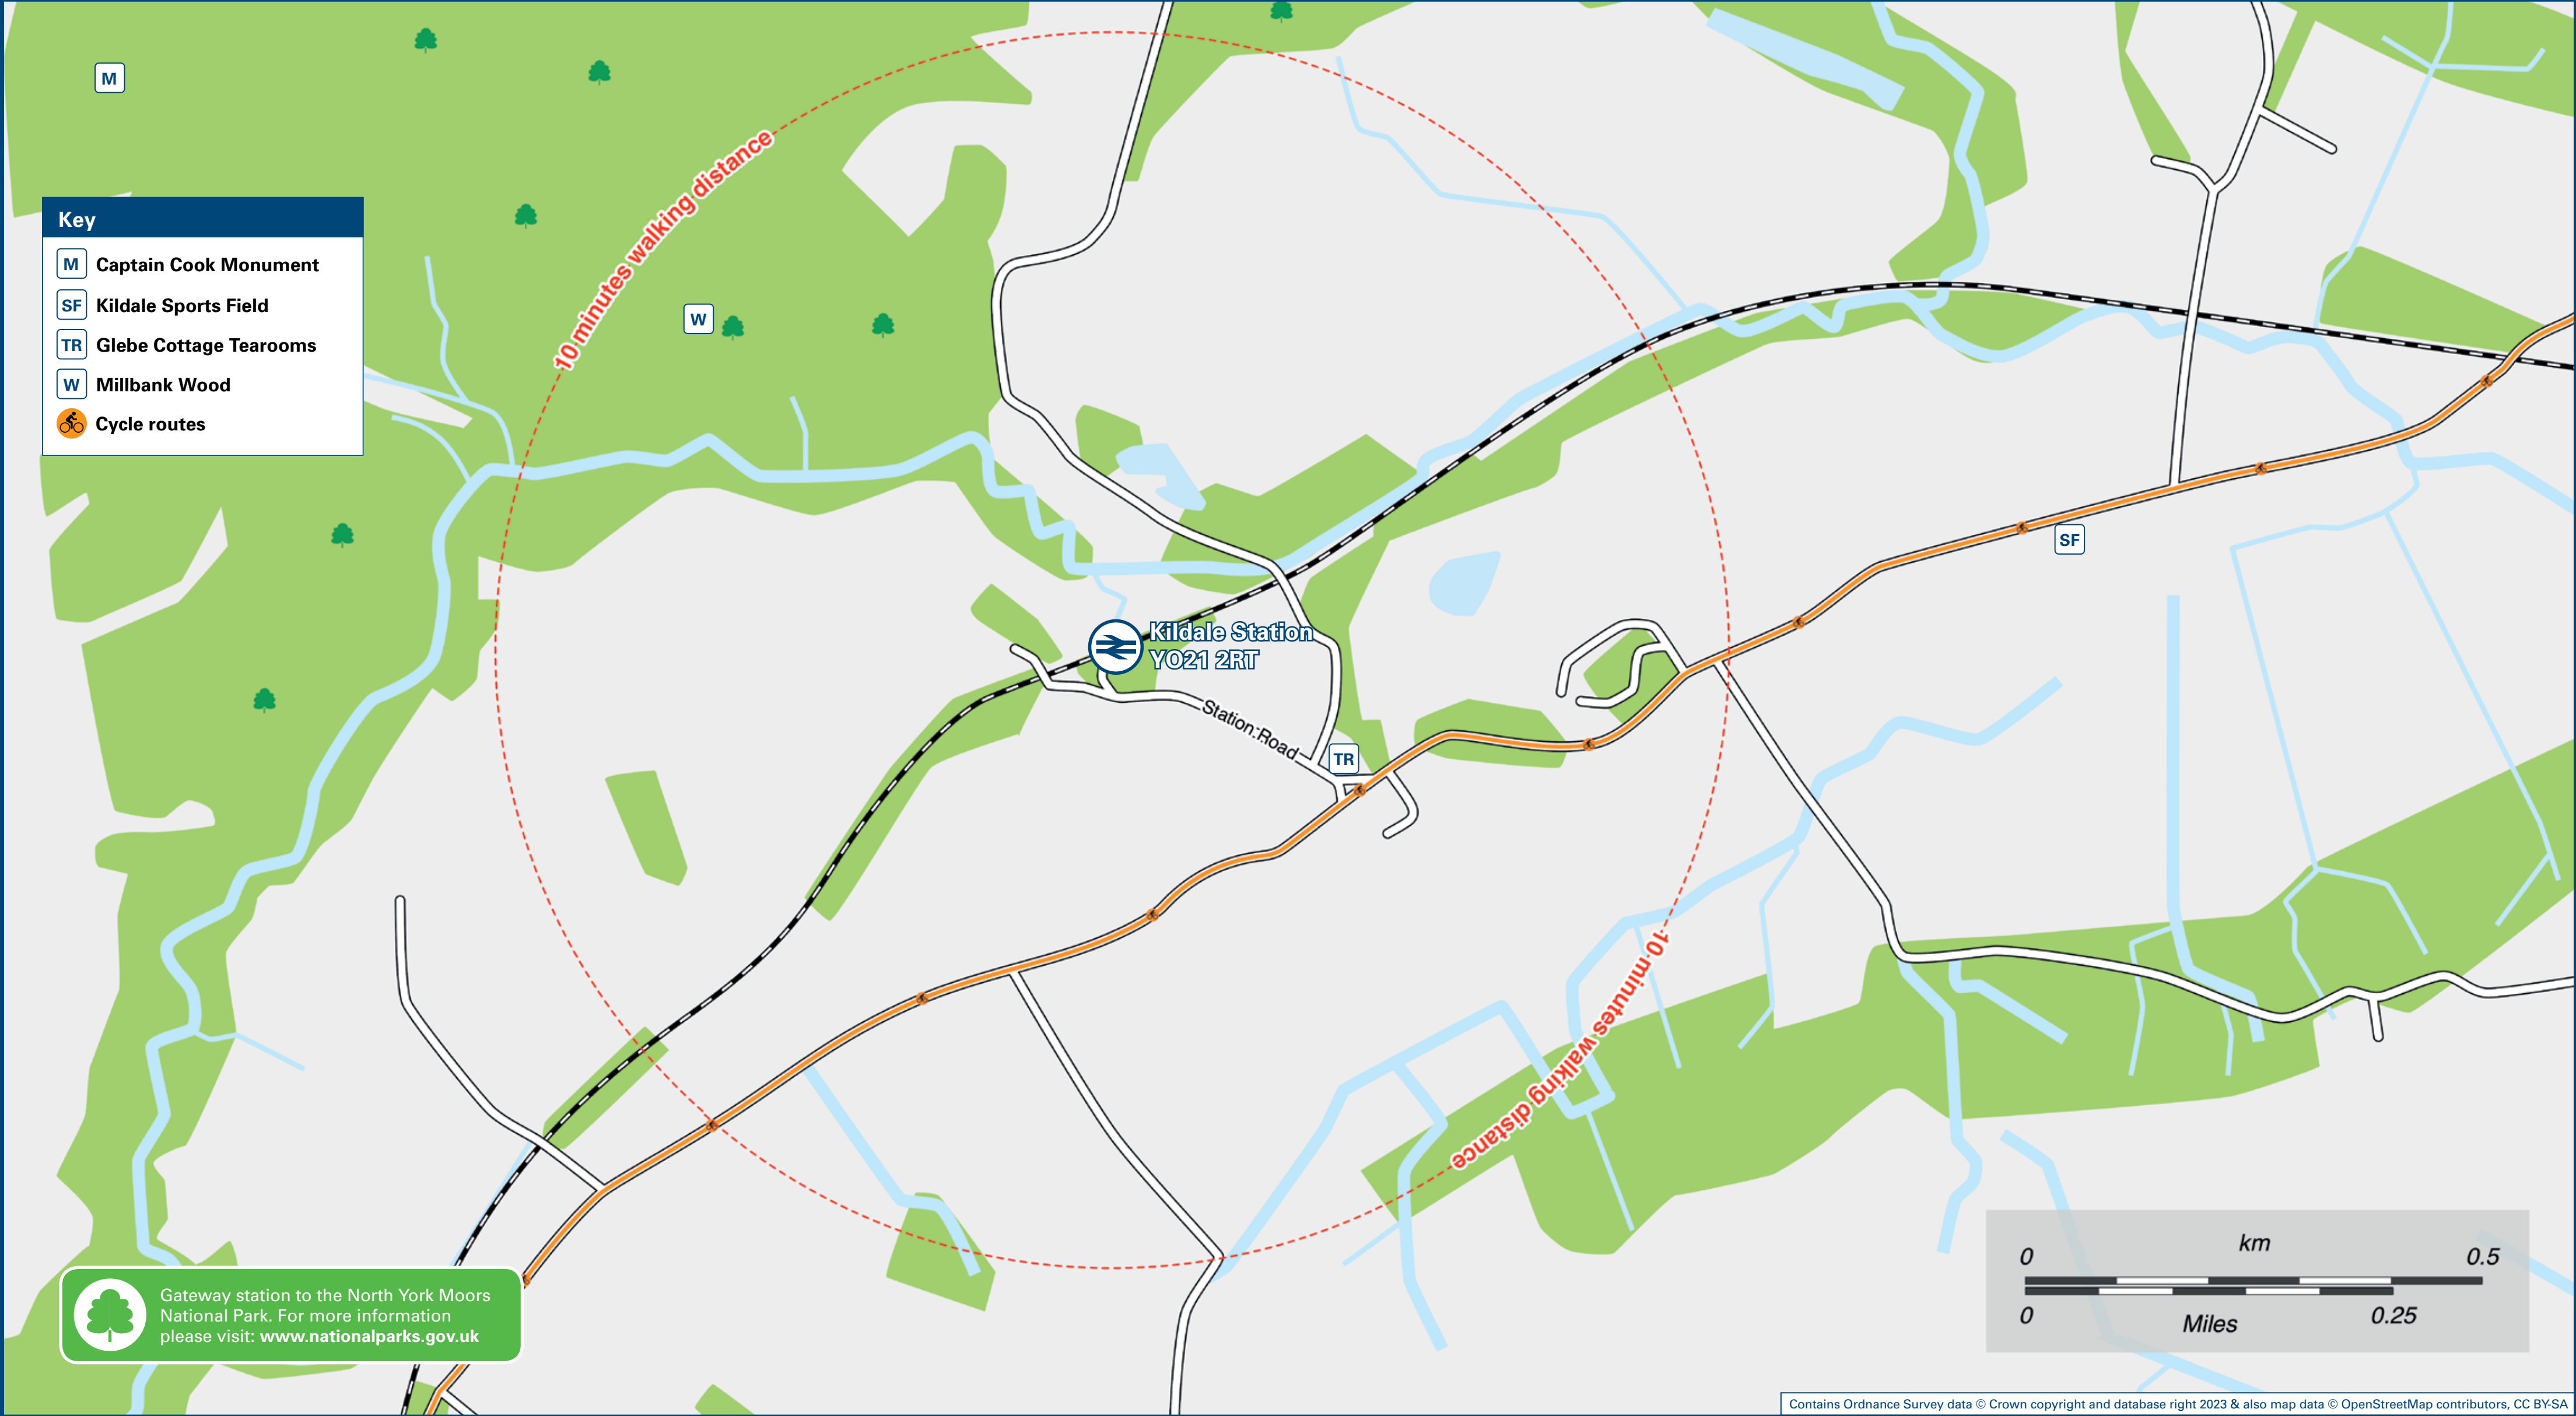 M
10 minutes walking distance
Key
M Captain Cook Monument
SF Kildale Sports Field
TR Glebe Cottage Tearooms
W Millbank Wood
Cycle routes
W
SF
Kildale Station
YO21 2RT
Station Road
TR
10 minutes walking distance
km
0 0.5
0 0.25
Miles
Gateway station to the North York Moors
National Park. For more information
please visit: www.nationalparks.gov.uk
Contains Ordnance Survey data © Crown copyright and database right 2023 & also map data © OpenStreetMap contributors, CC BY-SA